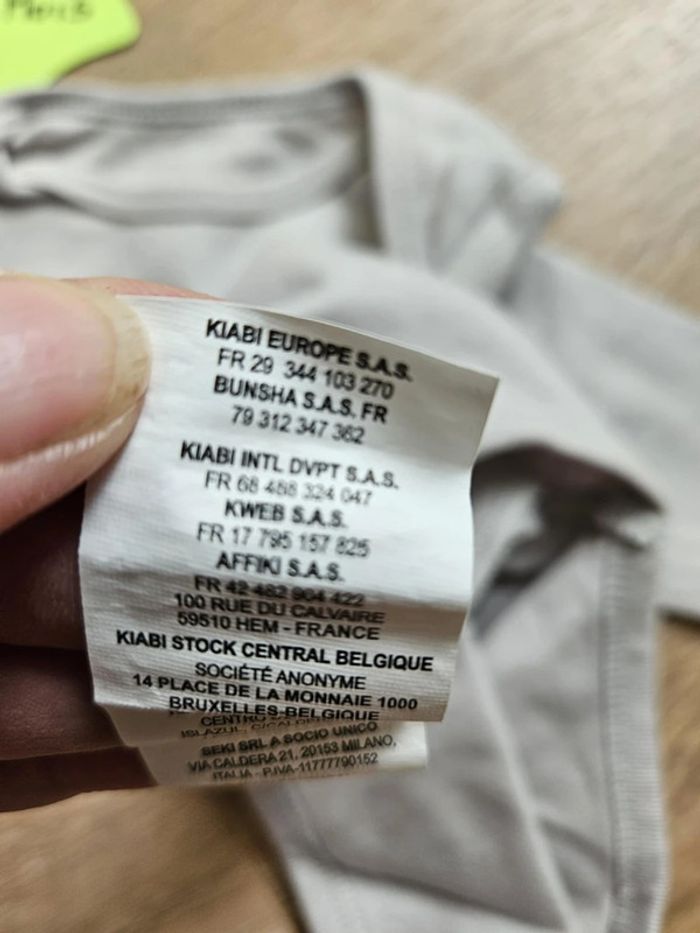 KIABI EUROPE S.A.S.
FR 29 344 103 270
BUNSHA S.A.S. FR
79 312 347 362
KIABI INTL DVPT S.A.S.
FR 68 488 324 047
KWEB S.A.S.
FR 17 795 157 825
AFFIKI S.A.S.
FR 42 482 904 422
100 RUE DU CALVAIRE
59510 HEM - FRANCE
KIABI STOCK CENTRAL BELGIQUE
SOCIÉTÉ ANONYME
14 PLACE DE LA MONNAIE 1000
BRUXELLES-BELGIQUE
CENTRO
SEKI SRL A SOCIO UNICO
VIA CALDERA 21, 20153 MILANO,
ITALIA - P.IVA-11777790152